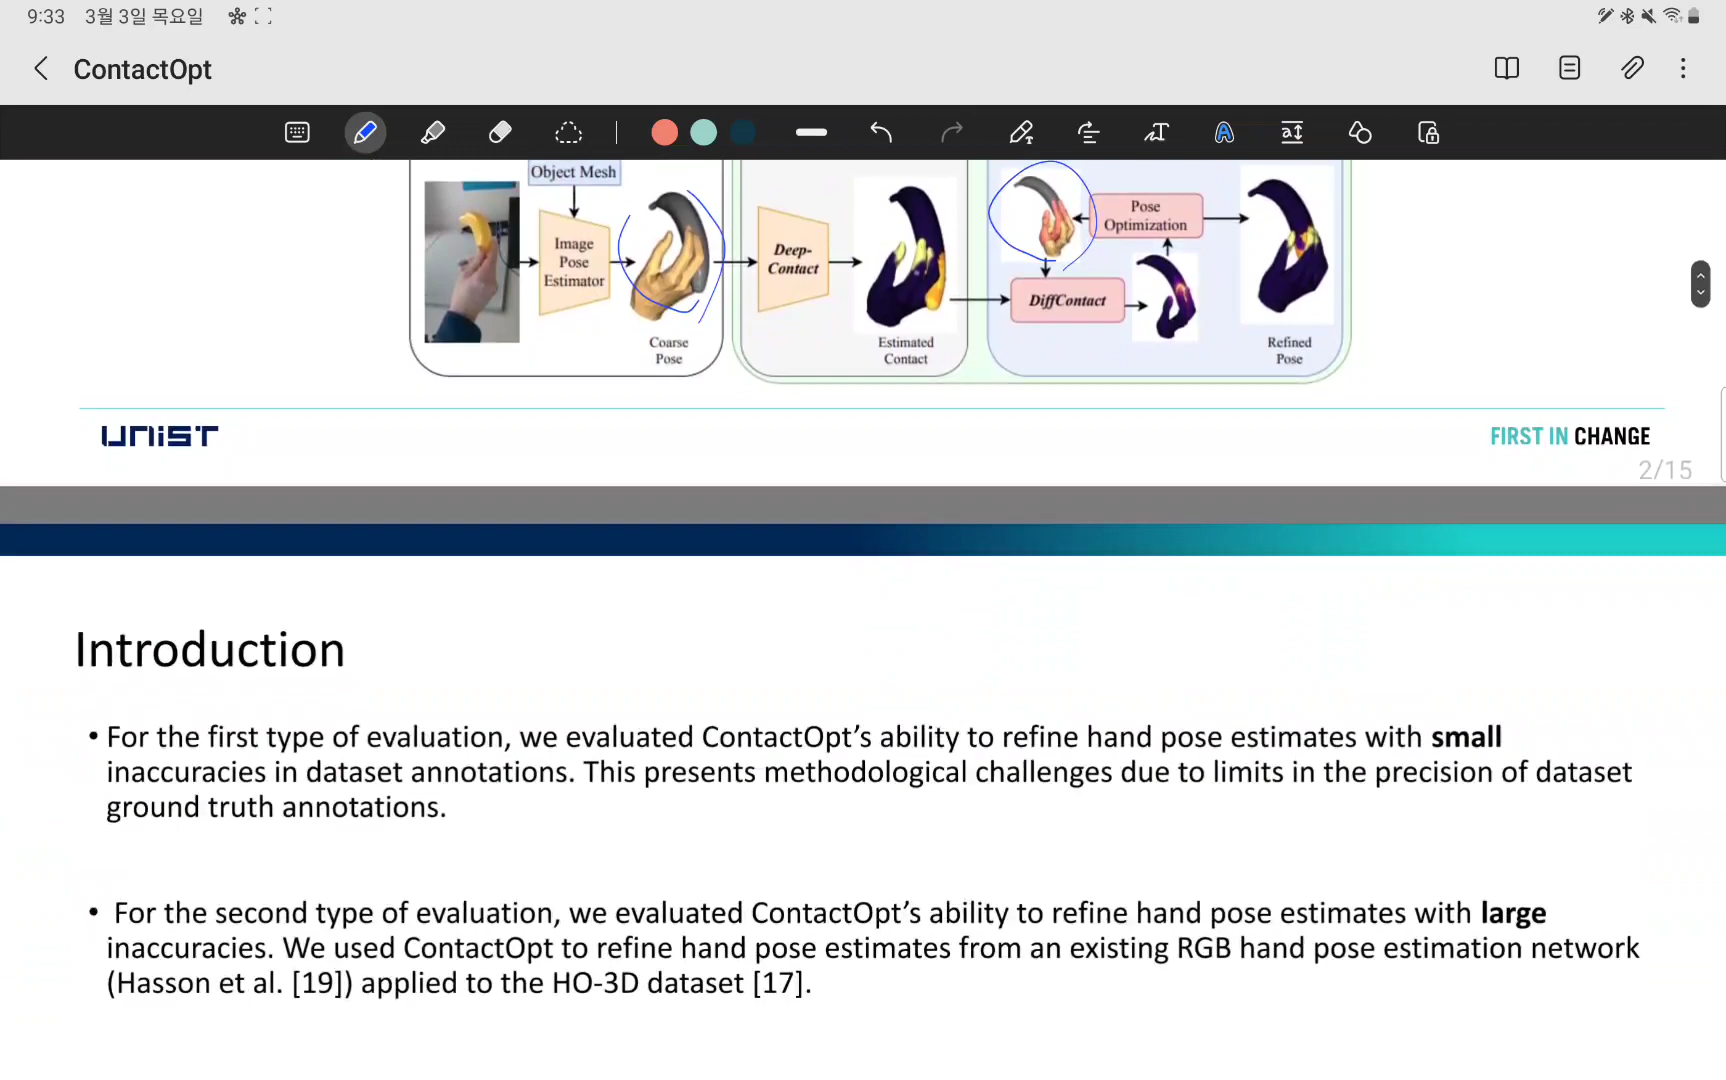 9:33 3월 3일 목요일
ContactOpt
Object Mesh
Image
Pose
Estimator
Coarse
Pose
Deep-
Contact
Estimated
Contact
Pose
Optimization
DiffContact
Refined
Pose
UNIST
FIRST IN CHANGE
2/15
Introduction
• For the first type of evaluation, we evaluated ContactOpt’s ability to refine hand pose estimates with small
inaccuracies in dataset annotations. This presents methodological challenges due to limits in the precision of dataset
ground truth annotations.
• For the second type of evaluation, we evaluated ContactOpt’s ability to refine hand pose estimates with large
inaccuracies. We used ContactOpt to refine hand pose estimates from an existing RGB hand pose estimation network
(Hasson et al. [19]) applied to the HO-3D dataset [17].